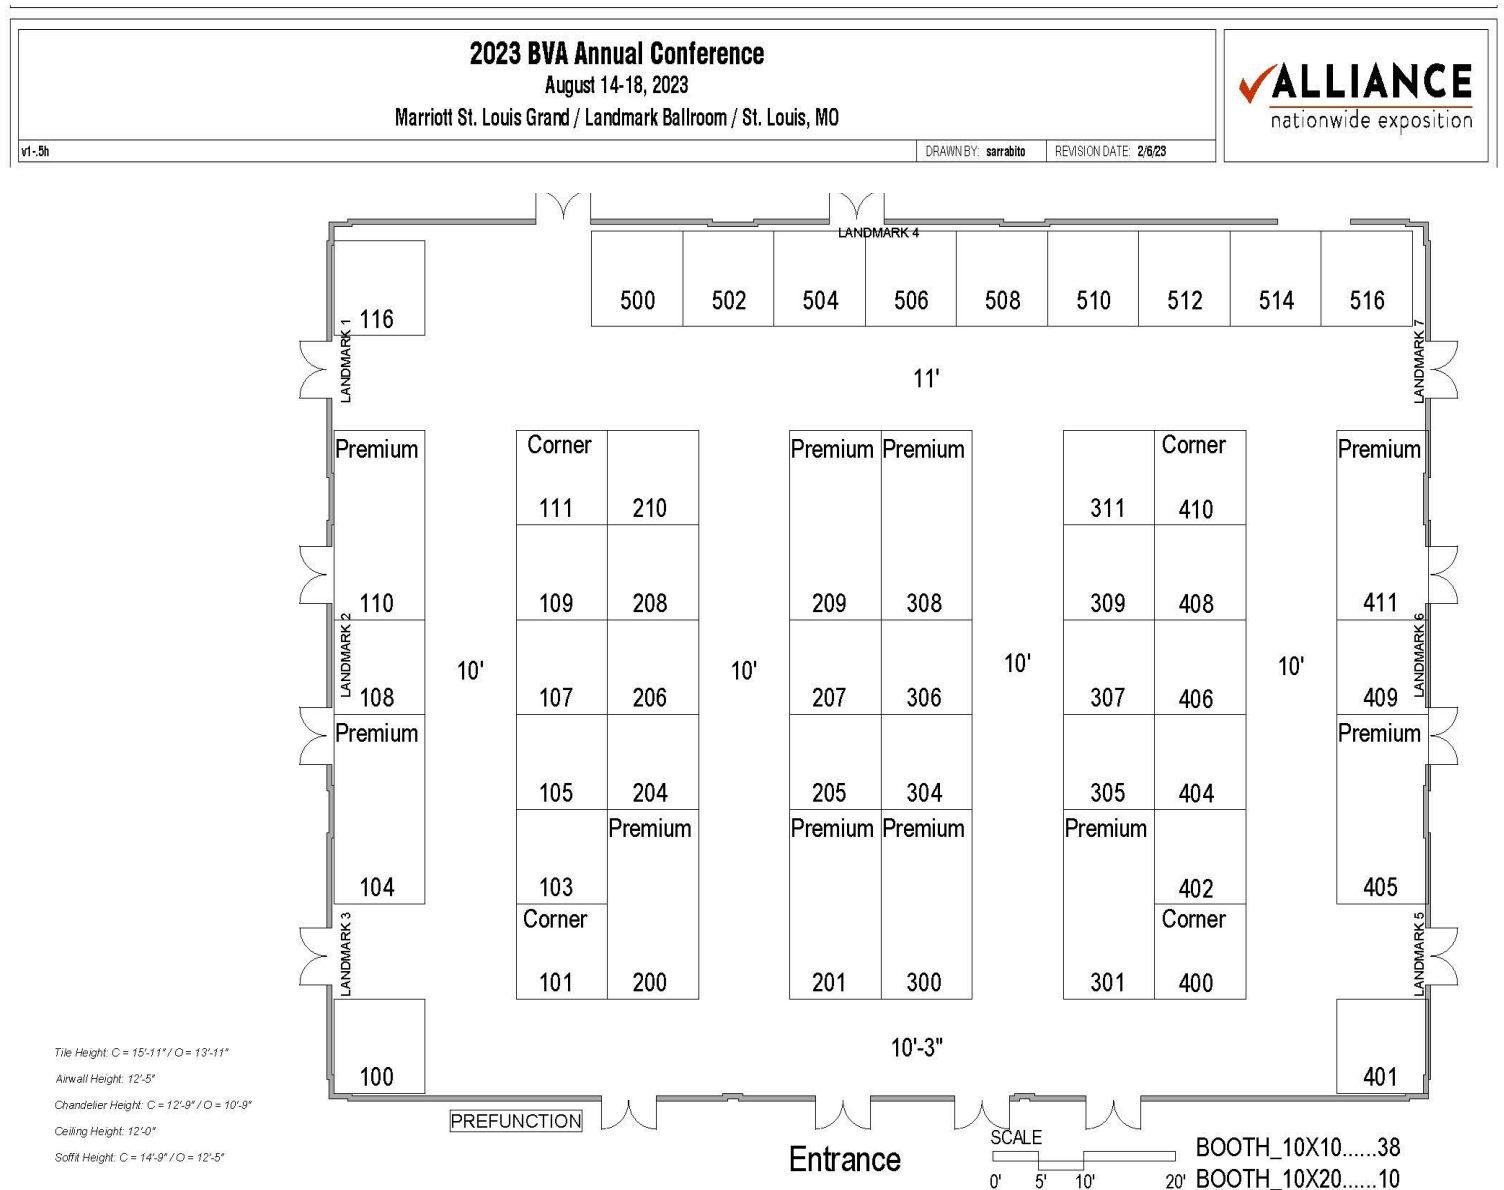 2023 BVA Annual Conference
August 14-18, 2023
Marriott St. Louis Grand / Landmark Ballroom / St. Louis, MO
v1-.5h
DRAWN BY: sarrabito
REVISION DATE: 2/6/23
ALLIANCE
nationwide exposition
LANDMARK 4
500 502 504 506 508 510 512 514 516
116
LANDMARK 1
LANDMARK 7
11'
Premium Corner Premium Premium Corner Premium
111 210 311 410
110 109 208 209 308 309 408 411
LANDMARK 2
LANDMARK 6
10' 10' 10' 10'
108 107 206 207 306 307 406 409
Premium Premium
105 204 205 304 305 404
Premium Premium Premium Premium
104 103 402 405
Corner Corner
LANDMARK 3
LANDMARK 5
101 200 201 300 301 400
10'-3"
100 401
Tile Height: C = 15'-11" / O = 13'-11"
Airwall Height: 12'-5"
Chandelier Height: C = 12'-9" / O = 10'-9"
Ceiling Height: 12'-0"
Soffit Height: C = 14'-9" / O = 12'-5"
PREFUNCTION
Entrance
SCALE
0' 5' 10' 20'
BOOTH_10X10......38
BOOTH_10X20......10